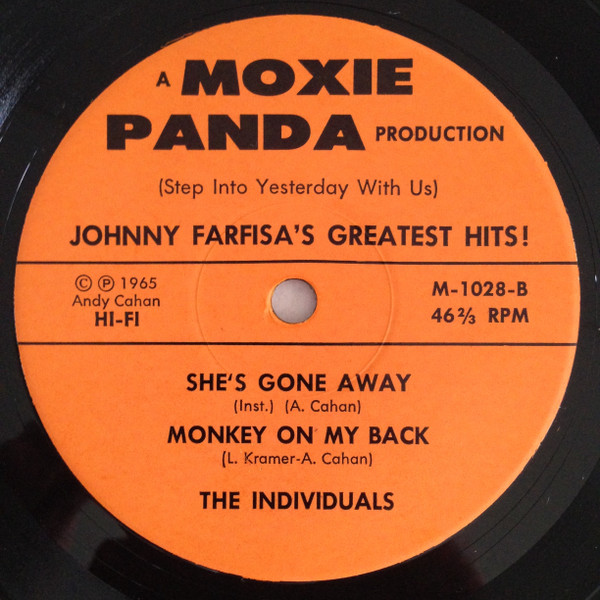 A MOXIE
PANDA PRODUCTION
(Step Into Yesterday With Us)
JOHNNY FARFISA'S GREATEST HITS!
© ℗ 1965
Andy Cahan
HI-FI
M-1028-B
46⅔ RPM
SHE'S GONE AWAY
(Inst.) (A. Cahan)
MONKEY ON MY BACK
(L. Kramer-A. Cahan)
THE INDIVIDUALS